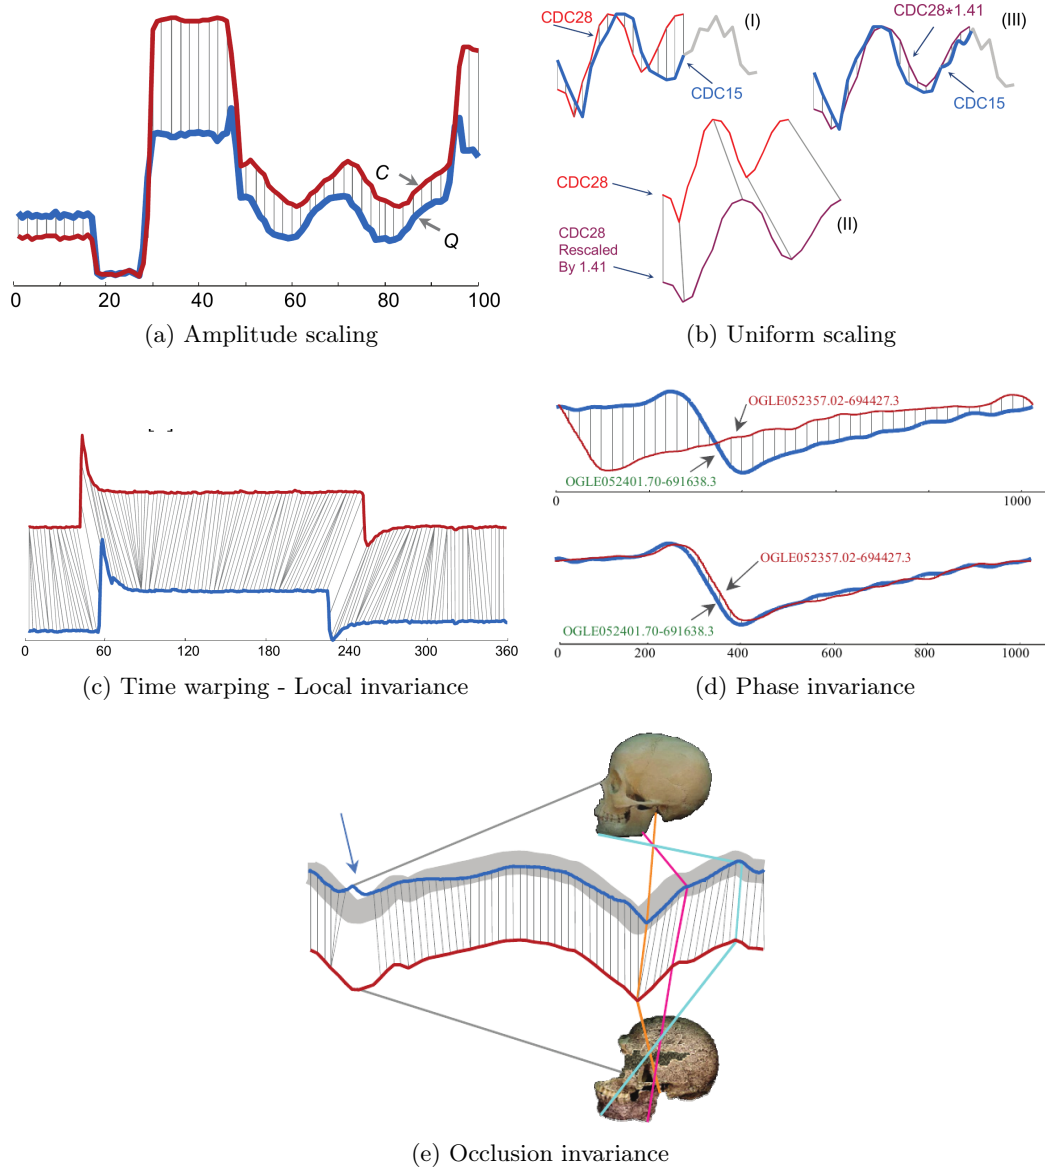 C
Q
0 20 40 60 80 100
(a) Amplitude scaling
CDC28
(I)
CDC15
CDC28*1.41
(III)
CDC15
CDC28
(II)
CDC28
Rescaled
By 1.41
(b) Uniform scaling
0 60 120 180 240 300 360
(c) Time warping - Local invariance
OGLE052357.02-694427.3
OGLE052401.70-691638.3
0 1000
OGLE052357.02-694427.3
OGLE052401.70-691638.3
0 200 400 600 800 1000
(d) Phase invariance
(e) Occlusion invariance